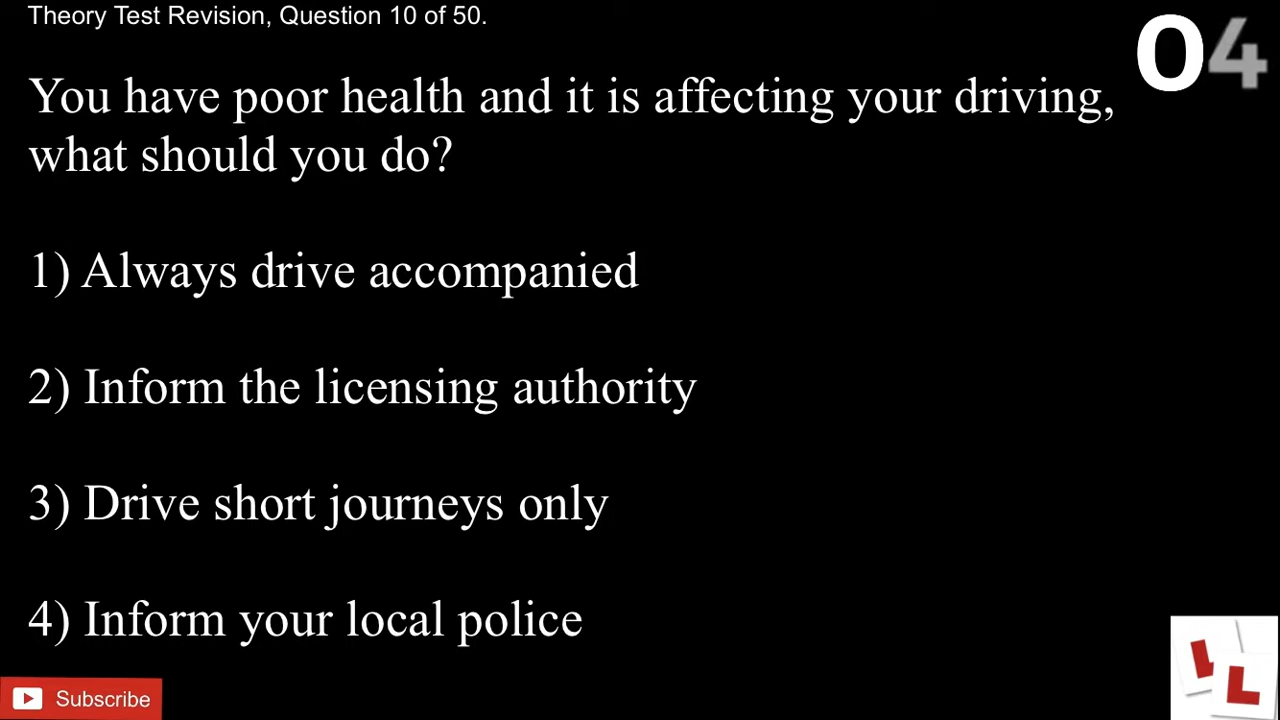 Theory Test Revision, Question 10 of 50.
04
You have poor health and it is affecting your driving,
what should you do?
1) Always drive accompanied
2) Inform the licensing authority
3) Drive short journeys only
4) Inform your local police
L L
Subscribe